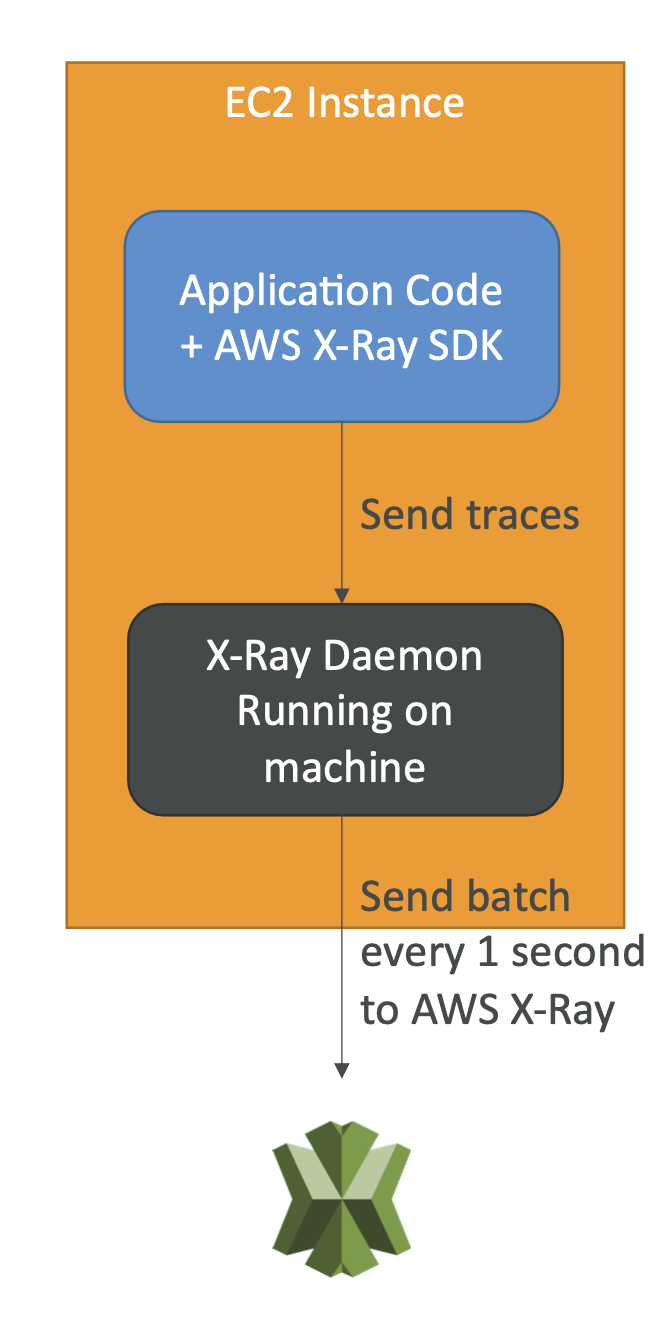 EC2 Instance
Application Code
+ AWS X-Ray SDK
Send traces
X-Ray Daemon
Running on
machine
Send batch
every 1 second
to AWS X-Ray